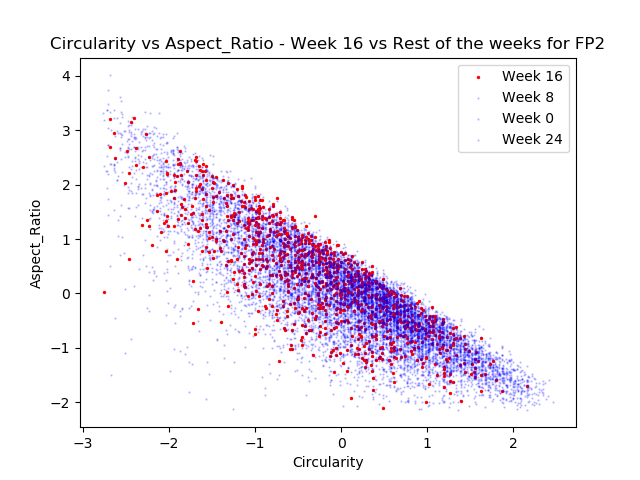 Circularity vs Aspect_Ratio - Week 16 vs Rest of the weeks for FP2
Week 16
Week 8
Week 0
Week 24
Aspect_Ratio
4
3
2
1
0
−1
−2
−3
−2
−1
0
1
2
Circularity